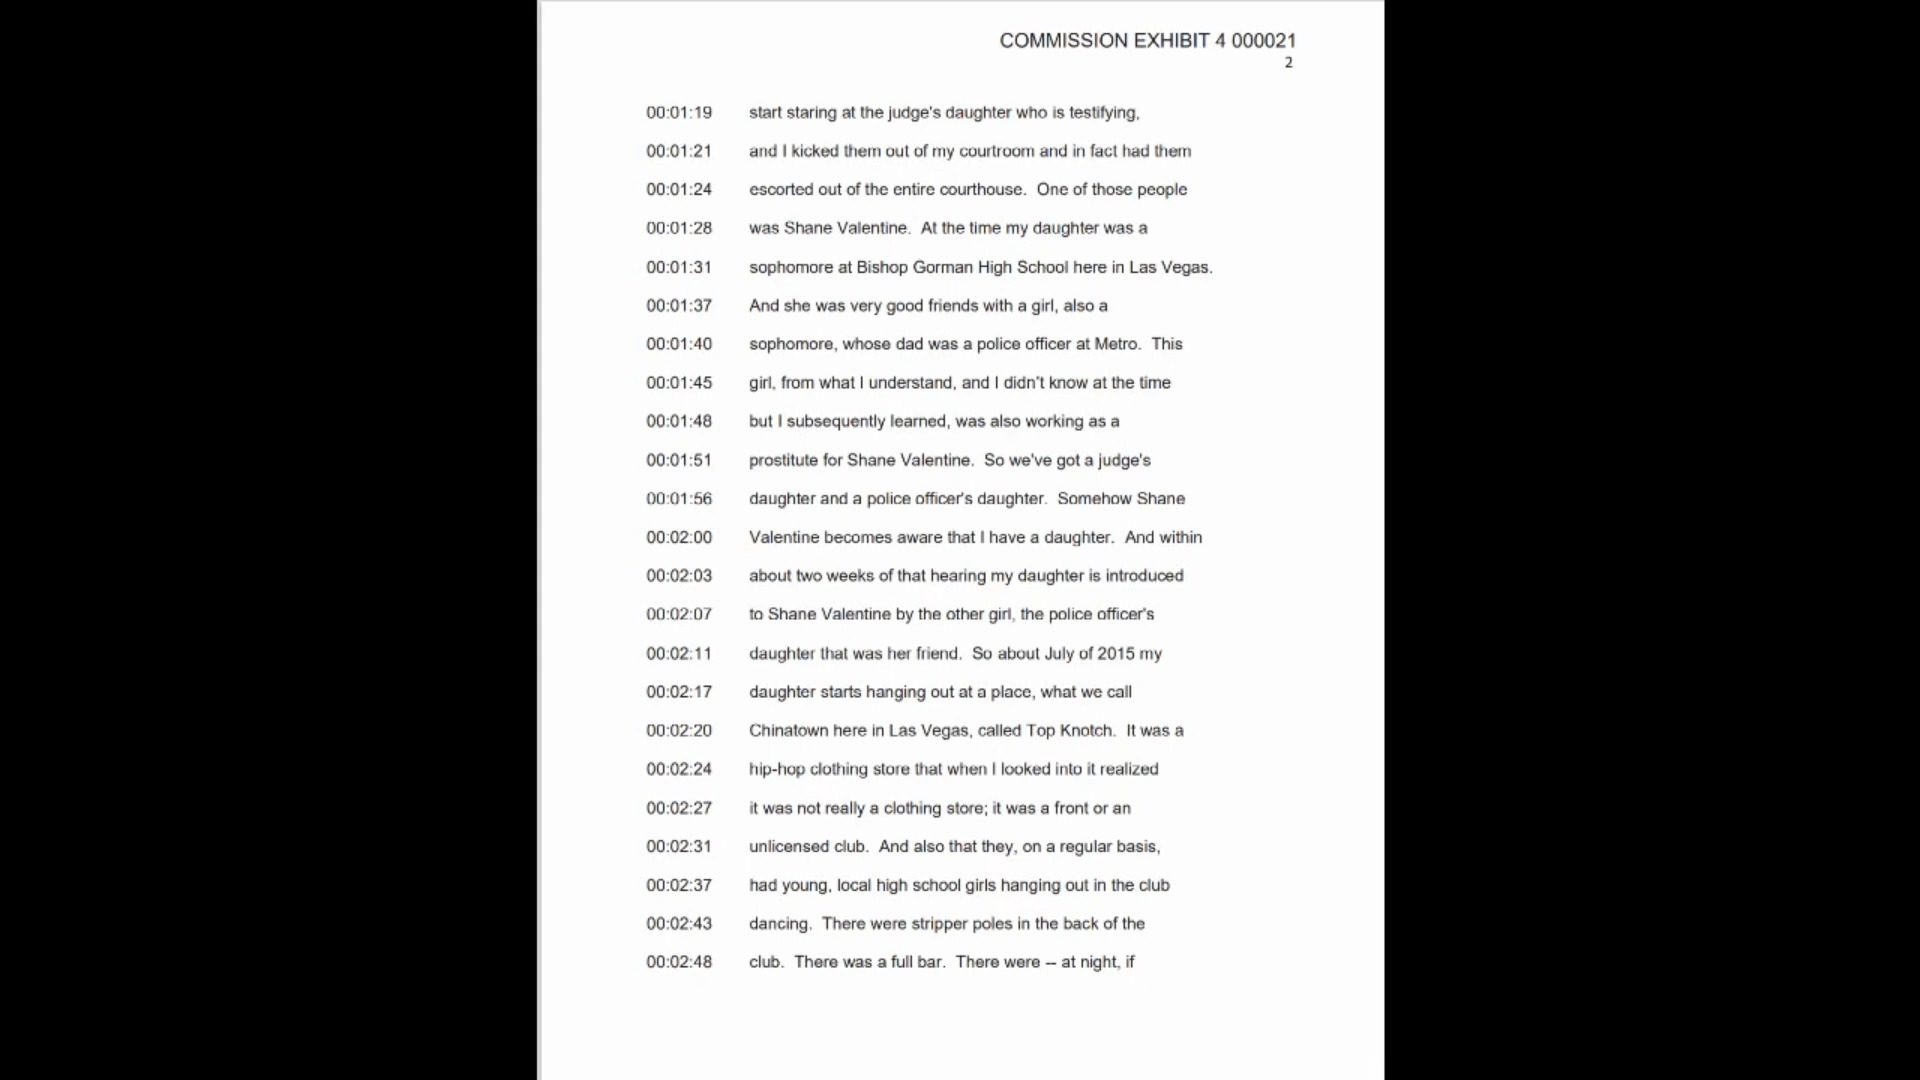 COMMISSION EXHIBIT 4 000021
2
00:01:19 start staring at the judge's daughter who is testifying,
00:01:21 and I kicked them out of my courtroom and in fact had them
00:01:24 escorted out of the entire courthouse. One of those people
00:01:28 was Shane Valentine. At the time my daughter was a
00:01:31 sophomore at Bishop Gorman High School here in Las Vegas.
00:01:37 And she was very good friends with a girl, also a
00:01:40 sophomore, whose dad was a police officer at Metro. This
00:01:45 girl, from what I understand, and I didn't know at the time
00:01:48 but I subsequently learned, was also working as a
00:01:51 prostitute for Shane Valentine. So we've got a judge's
00:01:56 daughter and a police officer's daughter. Somehow Shane
00:02:00 Valentine becomes aware that I have a daughter. And within
00:02:03 about two weeks of that hearing my daughter is introduced
00:02:07 to Shane Valentine by the other girl, the police officer's
00:02:11 daughter that was her friend. So about July of 2015 my
00:02:17 daughter starts hanging out at a place, what we call
00:02:20 Chinatown here in Las Vegas, called Top Knotch. It was a
00:02:24 hip-hop clothing store that when I looked into it realized
00:02:27 it was not really a clothing store; it was a front or an
00:02:31 unlicensed club. And also that they, on a regular basis,
00:02:37 had young, local high school girls hanging out in the club
00:02:43 dancing. There were stripper poles in the back of the
00:02:48 club. There was a full bar. There were -- at night, if